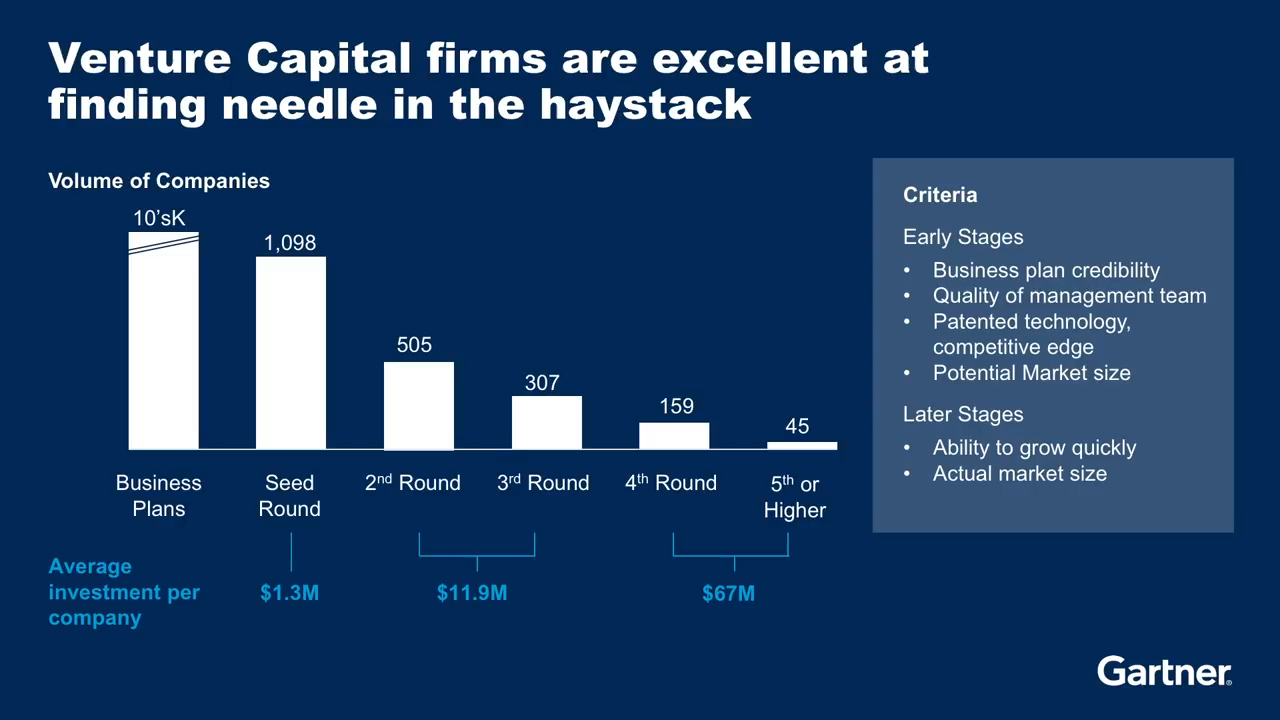 Venture Capital firms are excellent at
finding needle in the haystack
Volume of Companies
10’sK
1,098
505
307
159
45
Business
Plans
Seed
Round
2nd Round
3rd Round
4th Round
5th or
Higher
Average
investment per
company
$1.3M
$11.9M
$67M
Criteria
Early Stages
• Business plan credibility
• Quality of management team
• Patented technology,
competitive edge
• Potential Market size
Later Stages
• Ability to grow quickly
• Actual market size
Gartner®